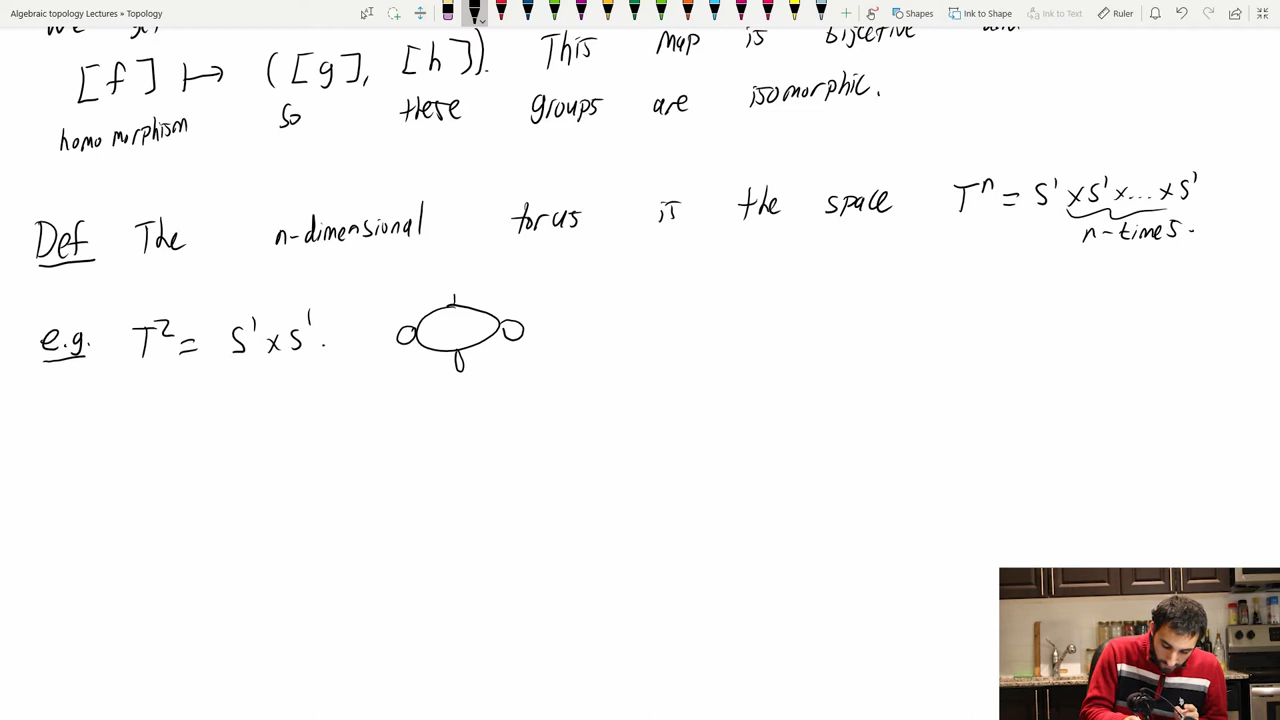 Algebraic topology Lectures » Topology
Shapes
Ink to Shape
Ink to Text
Ruler
[f] ↦ ([g], [h]). This map is bijective and
homomorphism so these groups are isomorphic.
Def The n-dimensional torus is the space Tⁿ = S¹ × S¹ × ... × S¹
n-times.
e.g. T² = S¹ × S¹.